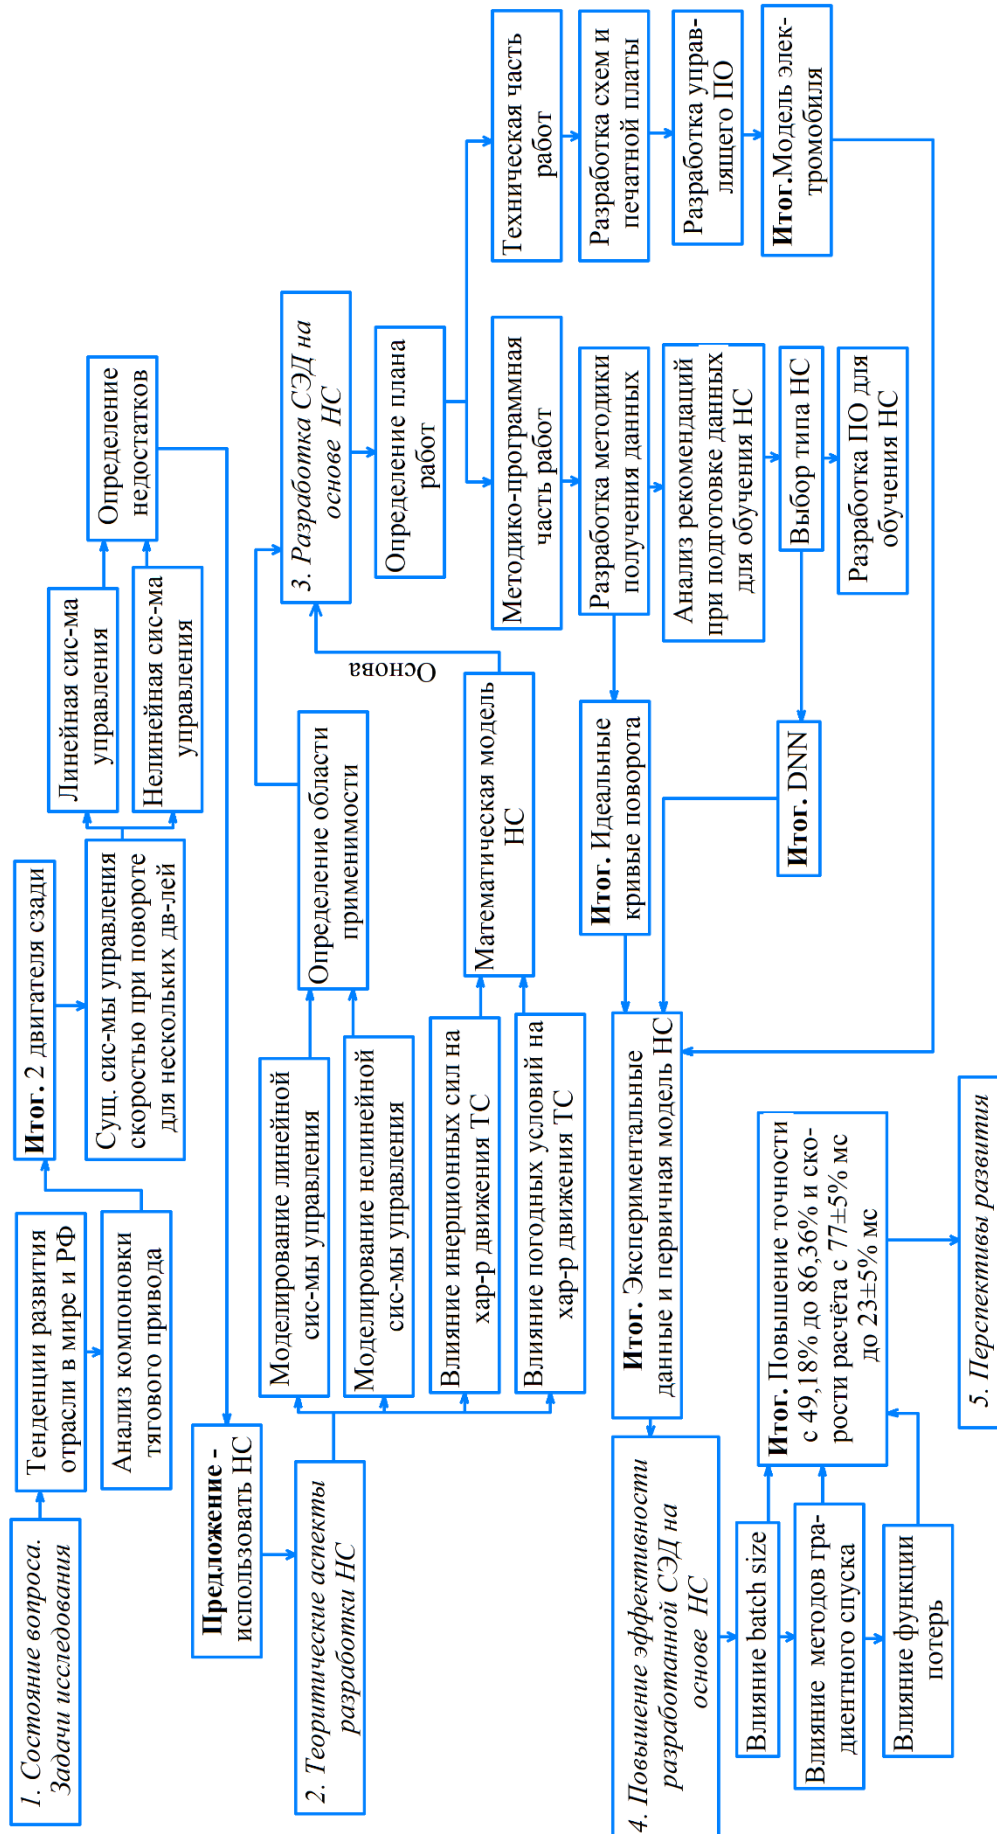 1. Состояние вопроса.
Задачи исследования
Тенденции развития
отрасли в мире и РФ
Анализ компоновки
тягового привода
Итог. 2 двигателя сзади
Сущ. сис-мы управления
скоростью при повороте
для нескольких дв-лей
Линейная сис-ма
управления
Нелинейная сис-ма
управления
Определение
недостатков
Предложение -
использовать НС
2. Теоритические аспекты
разработки НС
Моделирование линейной
сис-мы управления
Моделирование нелинейной
сис-мы управления
Влияние инерционных сил на
хар-р движения ТС
Влияние погодных условий на
хар-р движения ТС
Определение области
применимости
Математическая модель
НС
Основа
3. Разработка СЭД на
основе НС
Определение плана
работ
Методико-программная
часть работ
Разработка методики
получения данных
Анализ рекомендаций
при подготовке данных
для обучения НС
Выбор типа НС
Разработка ПО для
обучения НС
Техническая часть
работ
Разработка схем и
печатной платы
Разработка управ-
лящего ПО
Итог.Модель элек-
тромобиля
Итог. Идеальные
кривые поворота
Итог. DNN
Итог. Экспериментальные
данные и первичная модель НС
4. Повышение эффективности
разработанной СЭД на
основе НС
Влияние batch size
Влияние методов гра-
диентного спуска
Влияние функции
потерь
Итог. Повышение точности
с 49,18% до 86,36% и ско-
рости расчёта с 77±5% мс
до 23±5% мс
5. Перспективы развития